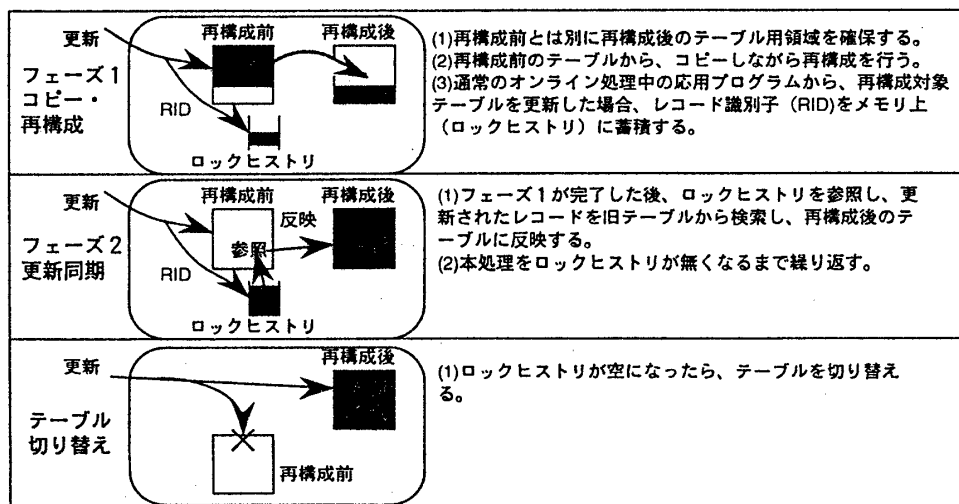 フェーズ1
コピー・
再構成
更新
再構成前
再構成後
RID
ロックヒストリ
(1)再構成前とは別に再構成後のテーブル用領域を確保する。
(2)再構成前のテーブルから、コピーしながら再構成を行う。
(3)通常のオンライン処理中の応用プログラムから、再構成対象
テーブルを更新した場合、レコード識別子（RID)をメモリ上
（ロックヒストリ）に蓄積する。
フェーズ2
更新同期
更新
再構成前
再構成後
反映
参照
RID
ロックヒストリ
(1)フェーズ１が完了した後、ロックヒストリを参照し、更
新されたレコードを旧テーブルから検索し、再構成後のテ
ーブルに反映する。
(2)本処理をロックヒストリが無くなるまで繰り返す。
テーブル
切り替え
更新
再構成後
再構成前
(1)ロックヒストリが空になったら、テーブルを切り替え
る。